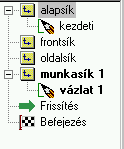 alapsík
kezdeti
frontsík
oldalsík
munkasík 1
vázlat 1
Frissítés
Befejezés